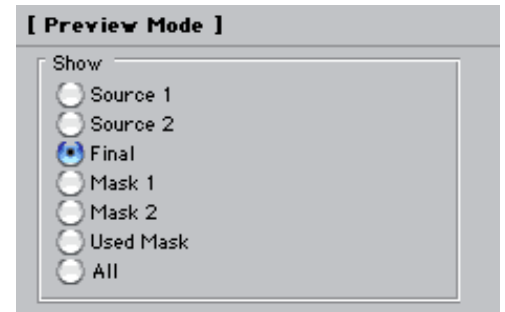 [ Preview Mode ]
Show
Source 1
Source 2
Final
Mask 1
Mask 2
Used Mask
All